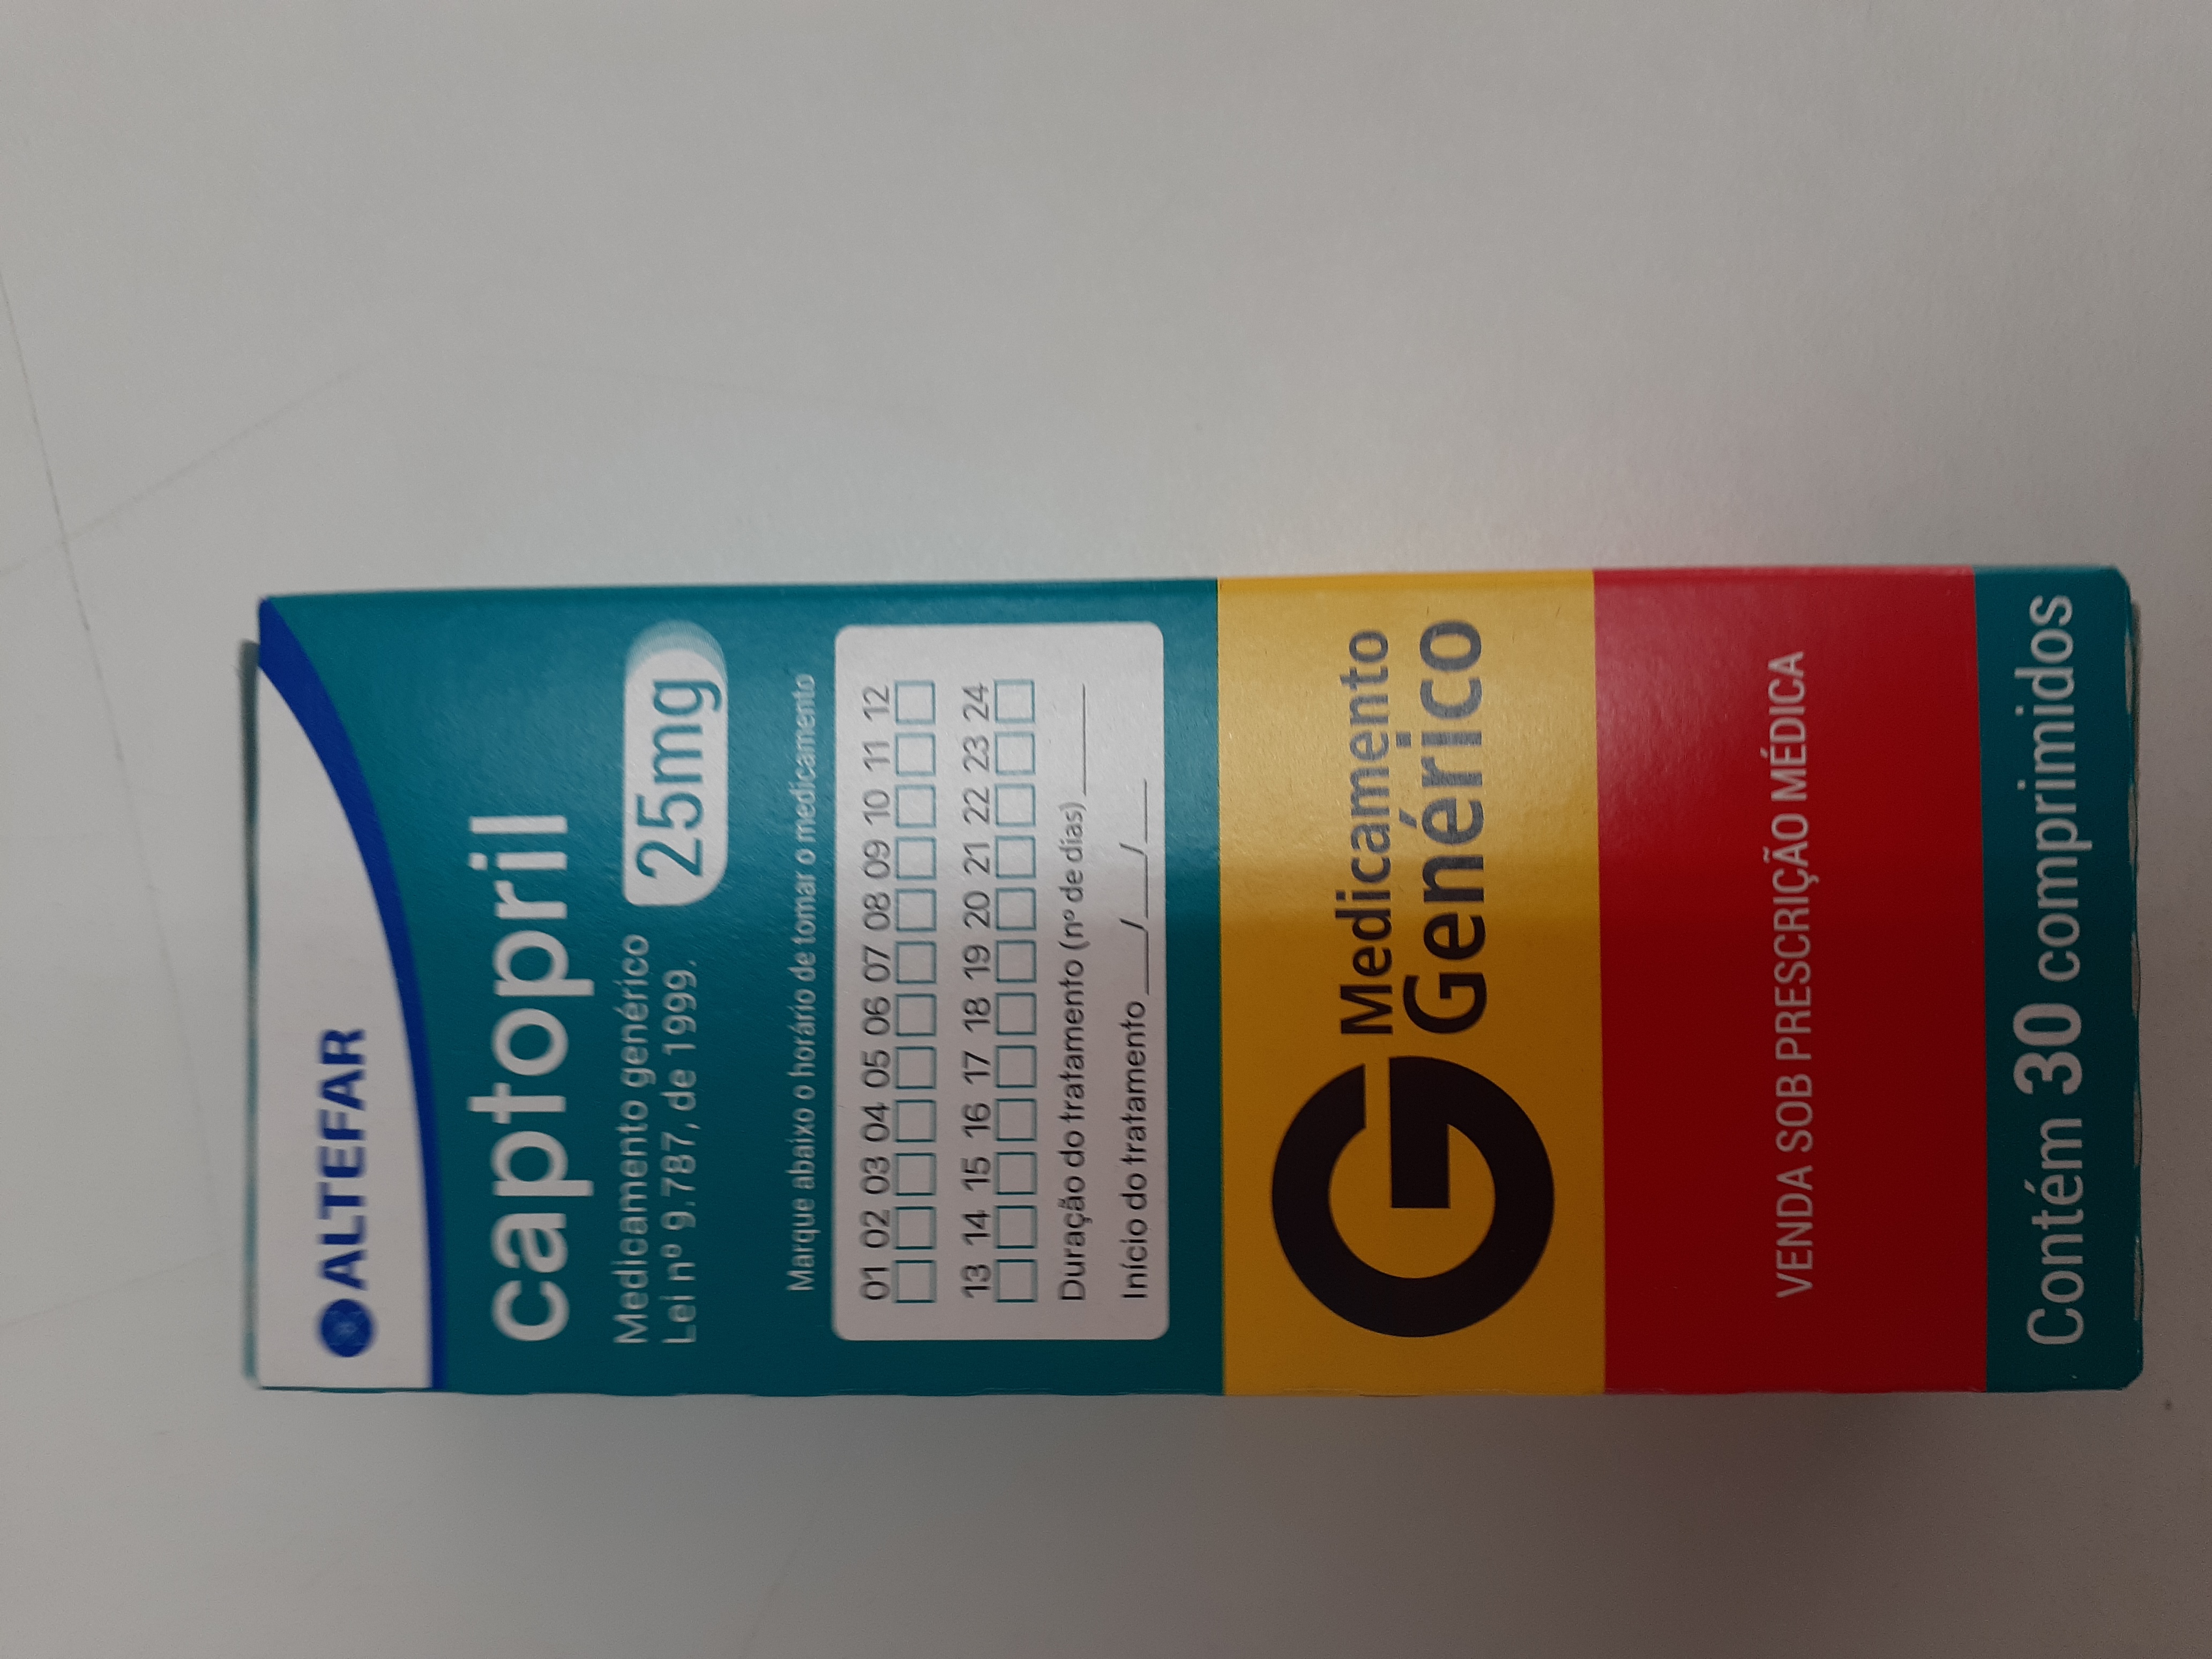 ALTEFAR
captopril
Medicamento genérico
Lei nº 9.787, de 1999.
25mg
Marque abaixo o horário de tomar o medicamento
01 02 03 04 05 06 07 08 09 10 11 12
13 14 15 16 17 18 19 20 21 22 23 24
Duração do tratamento (nº de dias) ______
Início do tratamento ____/____/____
G
Medicamento
Genérico
VENDA SOB PRESCRIÇÃO MÉDICA
Contém 30 comprimidos